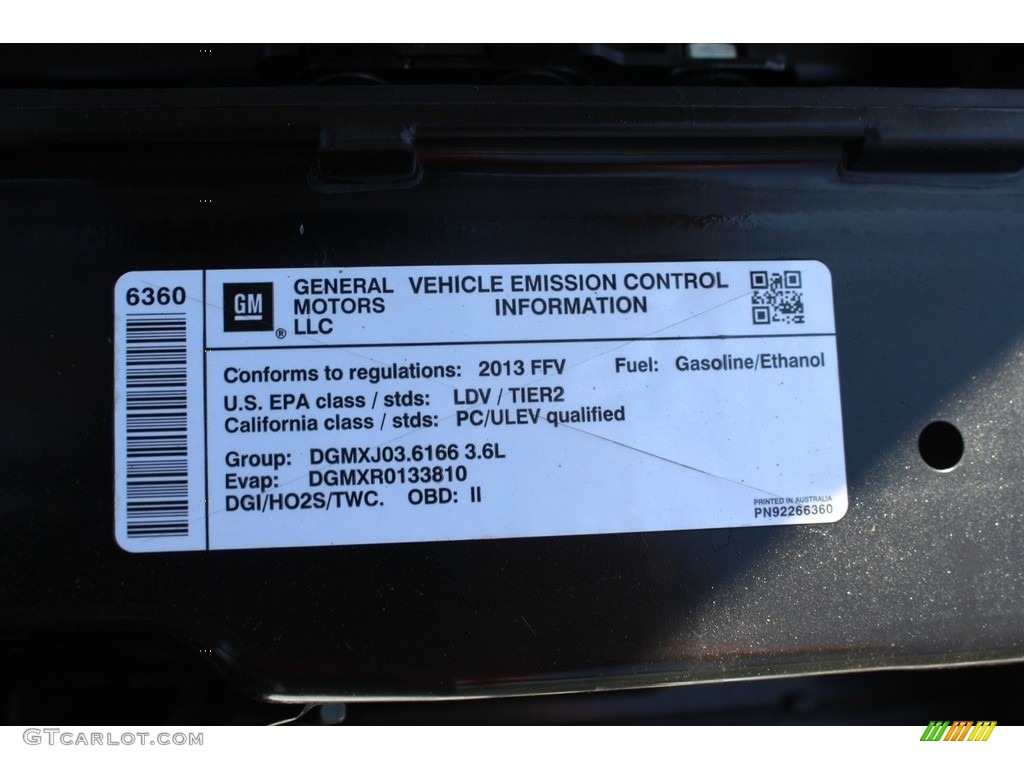 6360
GM
®
GENERAL MOTORS LLC
VEHICLE EMISSION CONTROL
INFORMATION
Conforms to regulations: 2013 FFV Fuel: Gasoline/Ethanol
U.S. EPA class / stds: LDV / TIER2
California class / stds: PC/ULEV qualified
Group: DGMXJ03.6166 3.6L
Evap: DGMXR0133810
DGI/HO2S/TWC. OBD: II
PRINTED IN AUSTRALIA
PN92266360
GTCarlot.com